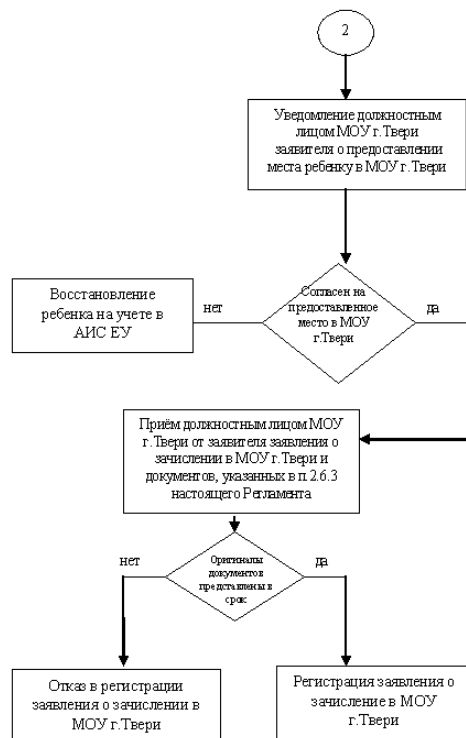 2
Уведомление должностным
лицом МОУ г.Твери
заявителя о предоставлении
места ребенку в МОУ г.Твери
Согласен на
предоставленное
место в МОУ
г.Твери
нет
да
Восстановление
ребенка на учете в
АИС ЕУ
Приём должностным лицом МОУ
г.Твери от заявителя заявления о
зачислении в МОУ г.Твери и
документов, указанных в п.2.6.3
настоящего Регламента
Оригиналы
документов
представлены в
срок
нет
да
Отказ в регистрации
заявления о зачислении в
МОУ г.Твери
Регистрация заявления о
зачисление в МОУ
г.Твери